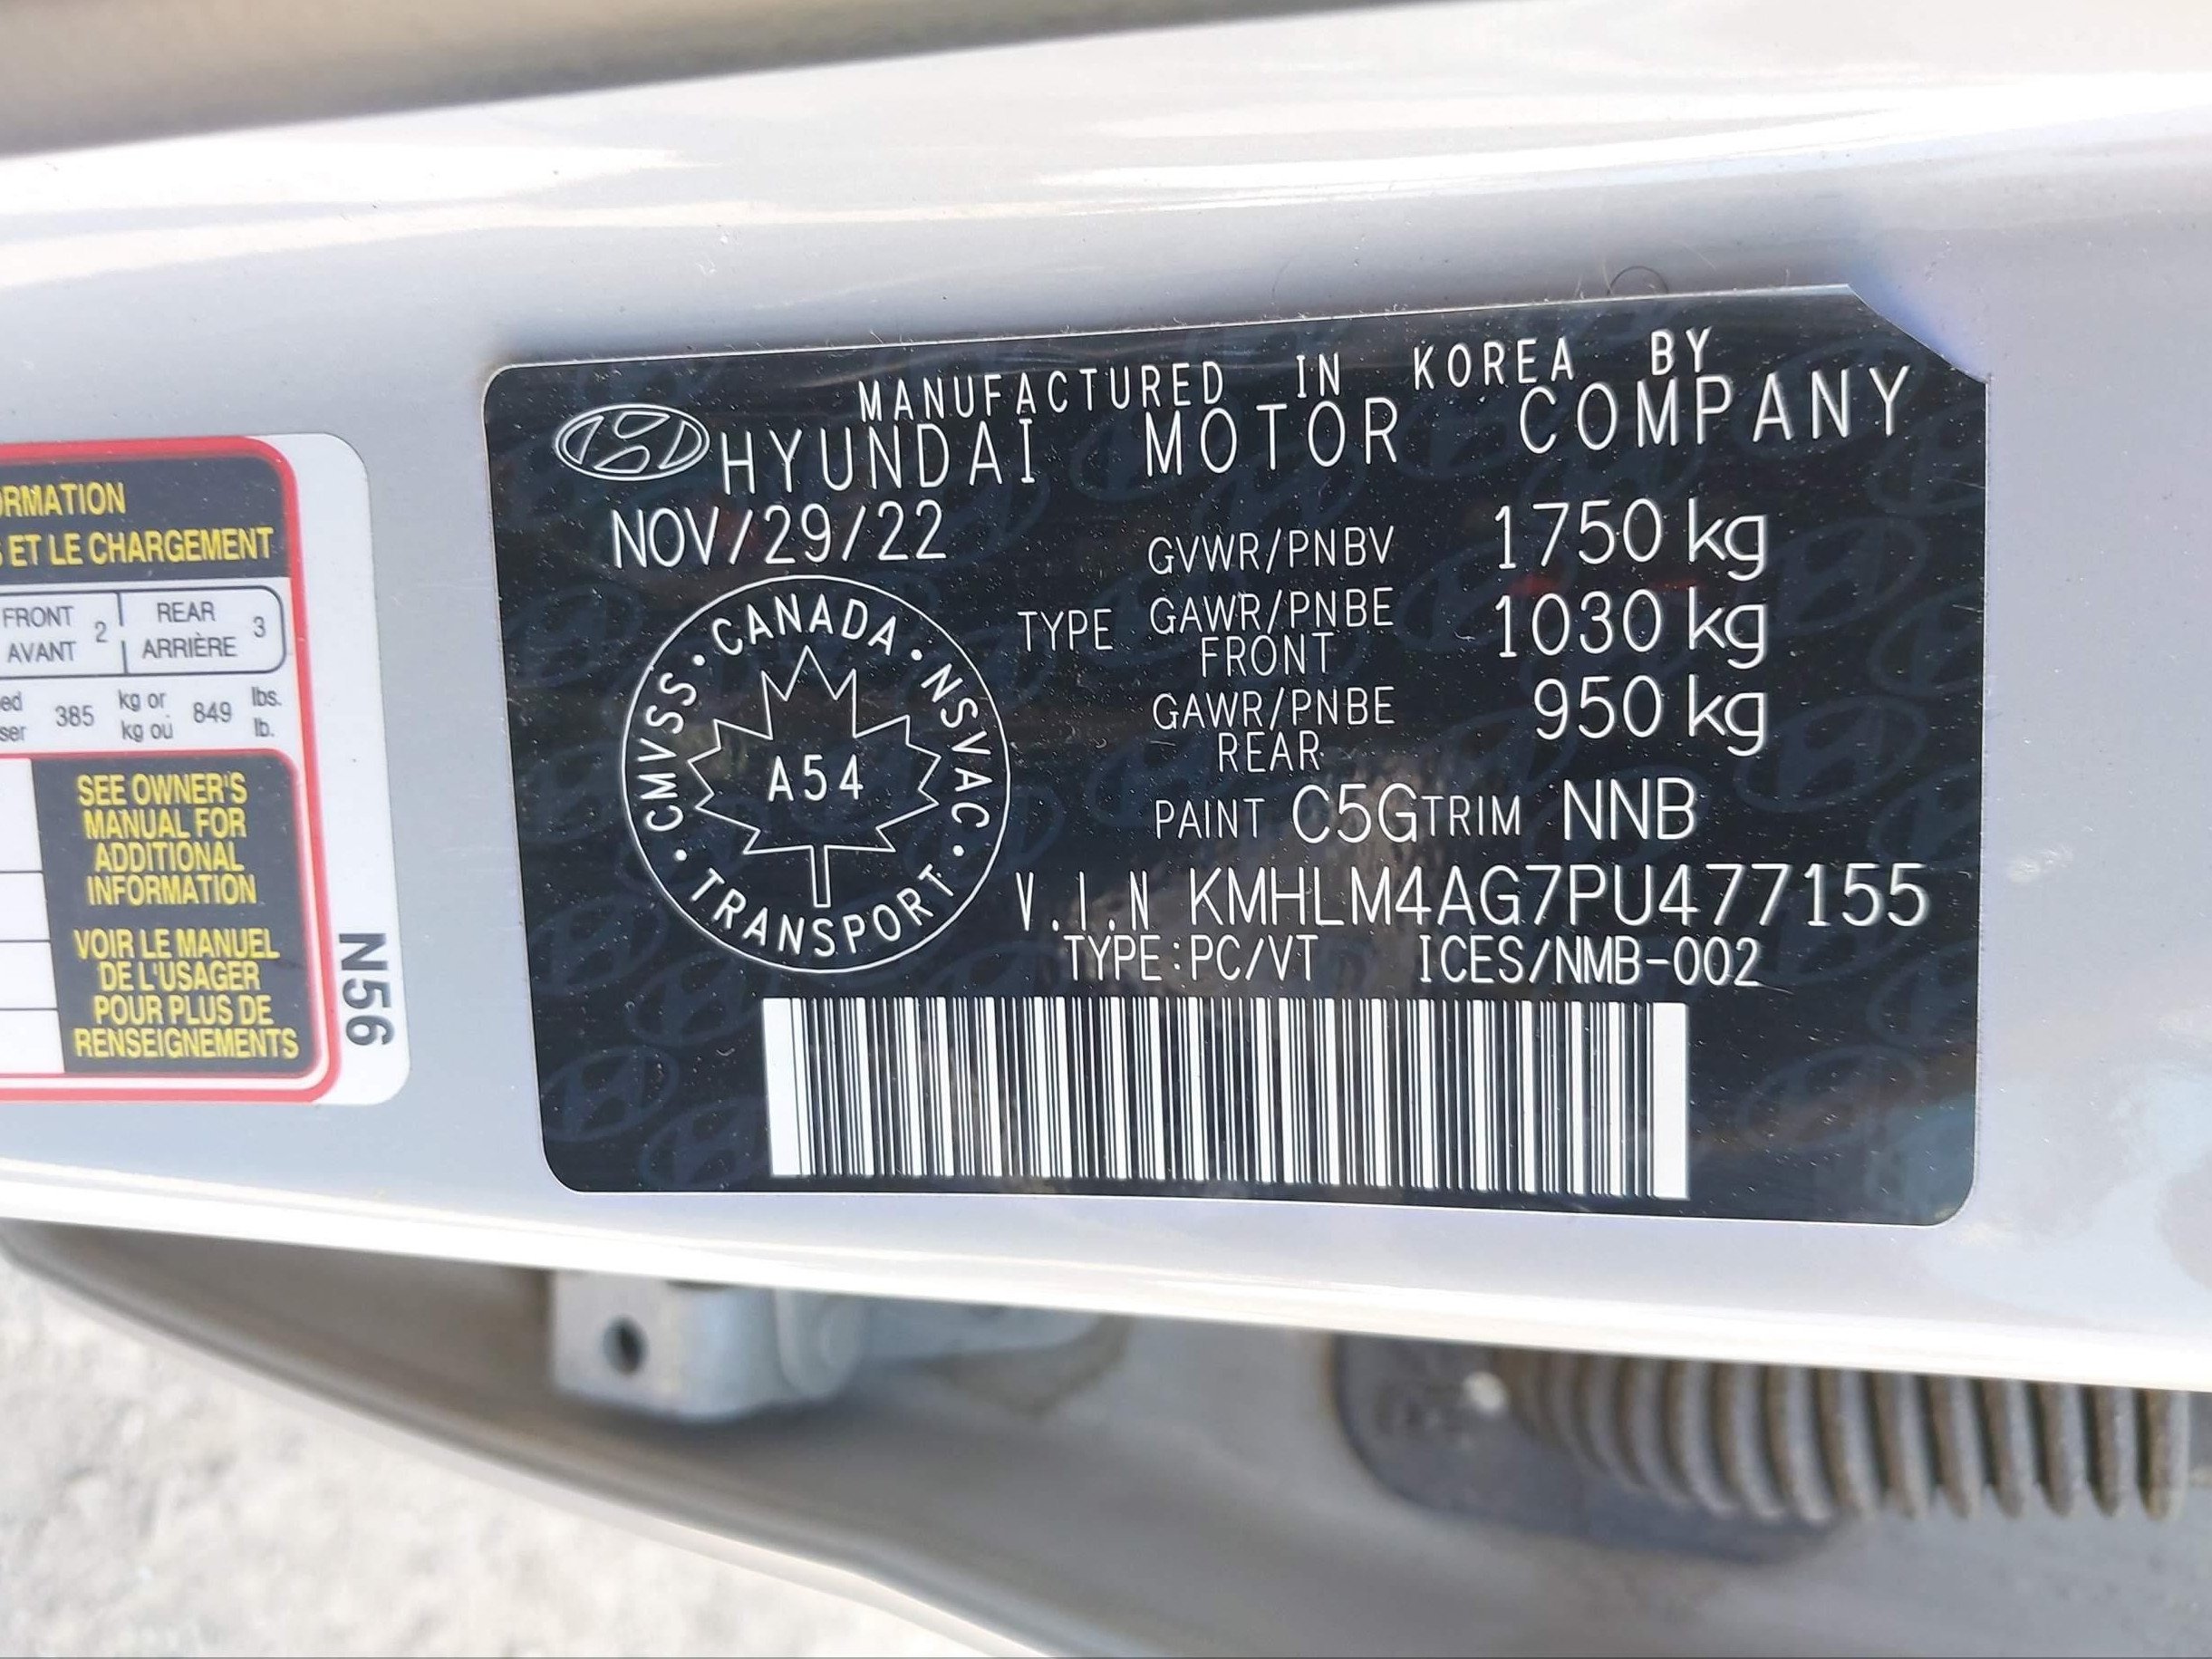 ORMATION
S ET LE CHARGEMENT
FRONT AVANT 2 | REAR ARRIÈRE 3
385 kg or kg ou 849 lbs. lb.
SEE OWNER'S
MANUAL FOR
ADDITIONAL
INFORMATION
VOIR LE MANUEL
DE L'USAGER
POUR PLUS DE
RENSEIGNEMENTS
N56
MANUFACTURED IN KOREA BY
HYUNDAI MOTOR COMPANY
NOV/29/22
GVWR/PNBV 1750 kg
TYPE GAWR/PNBE FRONT 1030 kg
GAWR/PNBE REAR 950 kg
PAINT C5G TRIM NNB
V.I.N KMHLM4AG7PU477155
TYPE:PC/VT ICES/NMB-002
CMVSS • CANADA • NSVAC • TRANSPORT •
A54